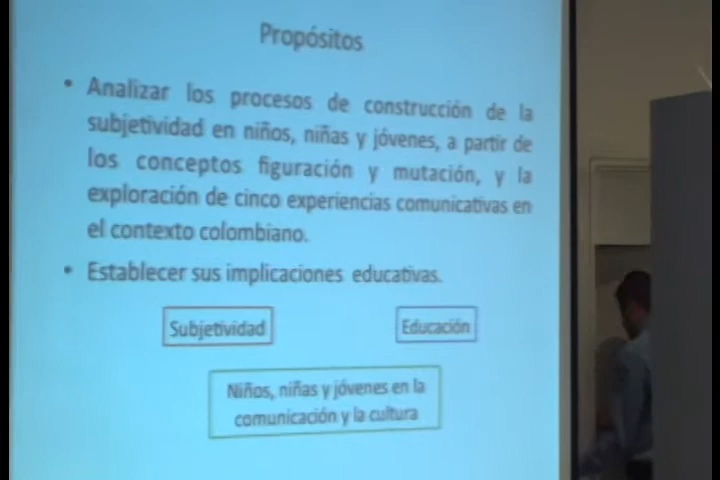 Propósitos
• Analizar los procesos de construcción de la
subjetividad en niños, niñas y jóvenes, a partir de
los conceptos figuración y mutación, y la
exploración de cinco experiencias comunicativas en
el contexto colombiano.
• Establecer sus implicaciones educativas.
Subjetividad
Educación
Niños, niñas y jóvenes en la
comunicación y la cultura